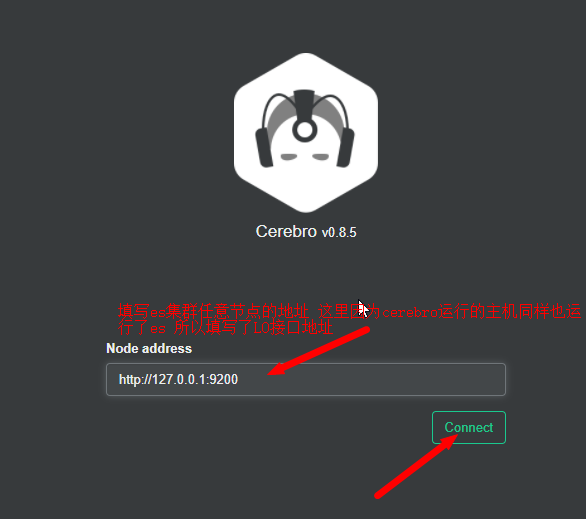 Cerebro v0.8.5
填写es集群任意节点的地址 这里因为cerebro运行的主机同样也运
行了es 所以填写了LO接口地址
Node address
http://127.0.0.1:9200
Connect